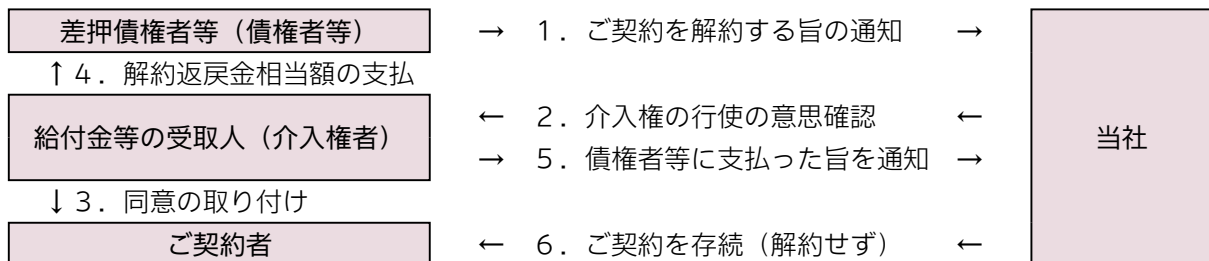 差押債権者等（債権者等） → １．ご契約を解約する旨の通知 →
↑４．解約返戻金相当額の支払
給付金等の受取人（介入権者） ← ２．介入権の行使の意思確認 ← 当社
→ ５．債権者等に支払った旨を通知 →
↓３．同意の取り付け
ご契約者 ← ６．ご契約を存続（解約せず） ←